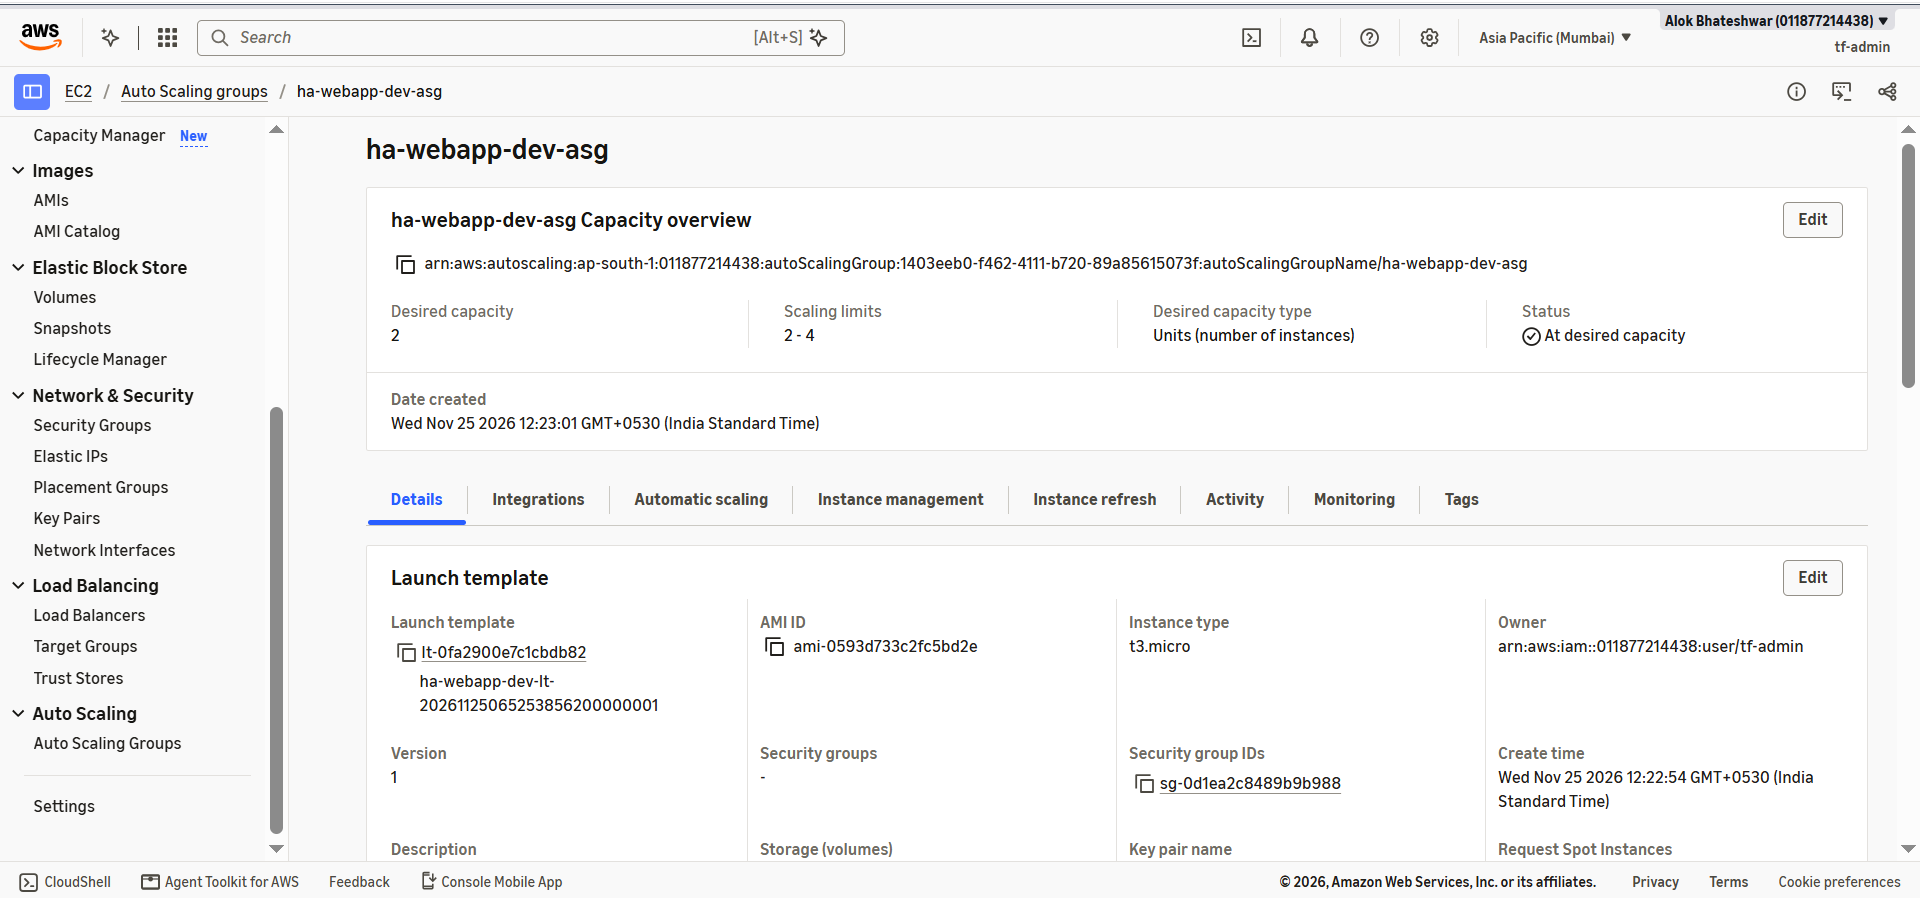 aws
Search
[Alt+S]
Asia Pacific (Mumbai)
Alok Bhateshwar (011877214438)
tf-admin
EC2 / Auto Scaling groups / ha-webapp-dev-asg
Capacity Manager New
Images
AMIs
AMI Catalog
Elastic Block Store
Volumes
Snapshots
Lifecycle Manager
Network & Security
Security Groups
Elastic IPs
Placement Groups
Key Pairs
Network Interfaces
Load Balancing
Load Balancers
Target Groups
Trust Stores
Auto Scaling
Auto Scaling Groups
Settings
ha-webapp-dev-asg
ha-webapp-dev-asg Capacity overview
Edit
arn:aws:autoscaling:ap-south-1:011877214438:autoScalingGroup:1403eeb0-f462-4111-b720-89a85615073f:autoScalingGroupName/ha-webapp-dev-asg
Desired capacity
2
Scaling limits
2 - 4
Desired capacity type
Units (number of instances)
Status
At desired capacity
Date created
Wed Nov 25 2026 12:23:01 GMT+0530 (India Standard Time)
Details
Integrations
Automatic scaling
Instance management
Instance refresh
Activity
Monitoring
Tags
Launch template
Edit
Launch template
lt-0fa2900e7c1cbdb82
ha-webapp-dev-lt-
20261125065253856200000001
AMI ID
ami-0593d733c2fc5bd2e
Instance type
t3.micro
Owner
arn:aws:iam::011877214438:user/tf-admin
Version
1
Security groups
-
Security group IDs
sg-0d1ea2c8489b9b988
Create time
Wed Nov 25 2026 12:22:54 GMT+0530 (India
Standard Time)
Description
Storage (volumes)
Key pair name
Request Spot Instances
CloudShell
Agent Toolkit for AWS
Feedback
Console Mobile App
© 2026, Amazon Web Services, Inc. or its affiliates.
Privacy
Terms
Cookie preferences